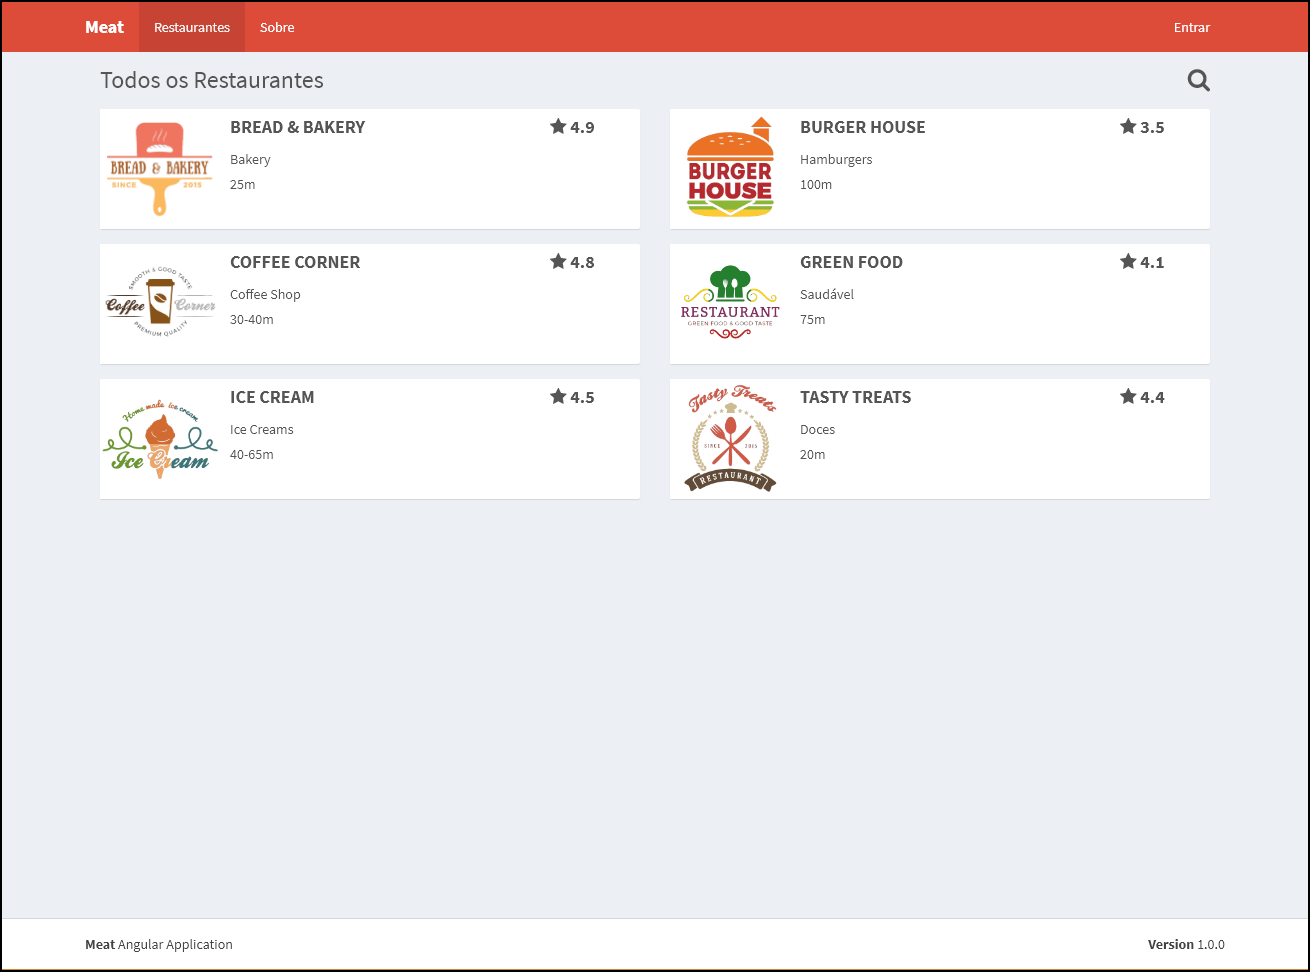 Meat Restaurantes Sobre Entrar
Todos os Restaurantes
BREAD & BAKERY
SINCE 2015
BREAD & BAKERY 4.9
Bakery
25m
BURGER
HOUSE
BURGER HOUSE 3.5
Hamburgers
100m
SMOOTH & GOOD TASTE
Coffee Corner
PREMIUM QUALITY
COFFEE CORNER 4.8
Coffee Shop
30-40m
RESTAURANT
GREEN FOOD & GOOD TASTE
GREEN FOOD 4.1
Saudável
75m
Home made ice cream
Ice Cream
ICE CREAM 4.5
Ice Creams
40-65m
Tasty Treats
SINCE 2015
RESTAURANT
TASTY TREATS 4.4
Doces
20m
Meat Angular Application Version 1.0.0